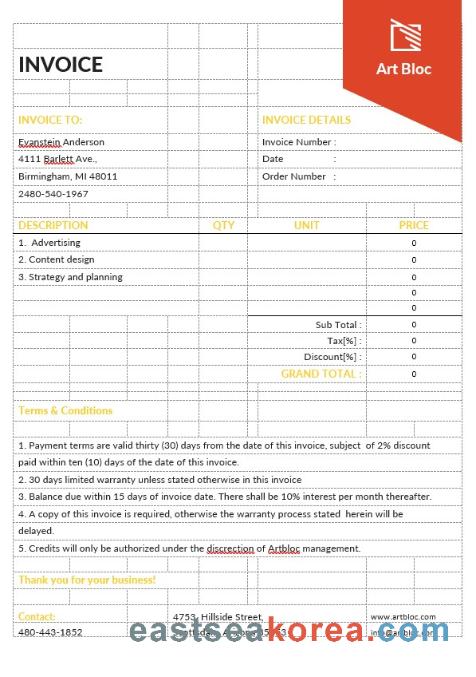 Art Bloc
INVOICE
INVOICE TO: INVOICE DETAILS
Evanstein Anderson Invoice Number :
4111 Barlett Ave., Date :
Birmingham, MI 48011 Order Number :
2480-540-1967
DESCRIPTION QTY UNIT PRICE
1. Advertising 0
2. Content design 0
3. Strategy and planning 0
0
0
Sub Total : 0
Tax[%] : 0
Discount[%] : 0
GRAND TOTAL : 0
Terms & Conditions
1. Payment terms are valid thirty (30) days from the date of this invoice, subject of 2% discount
paid within ten (10) days of the date of this invoice.
2. 30 days limited warranty unless stated otherwise in this invoice
3. Balance due within 15 days of invoice date. There shall be 10% interest per month thereafter.
4. A copy of this invoice is required, otherwise the warranty process stated herein will be
delayed.
5. Credits will only be authorized under the discrection of Artbloc management.
Thank you for your business!
Contact: 4753, Hillside Street, www.artbloc.com
480-443-1852
eastseakorea.com